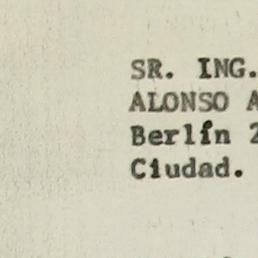 SR. ING.
ALONSO A
Berlín 2
Ciudad.